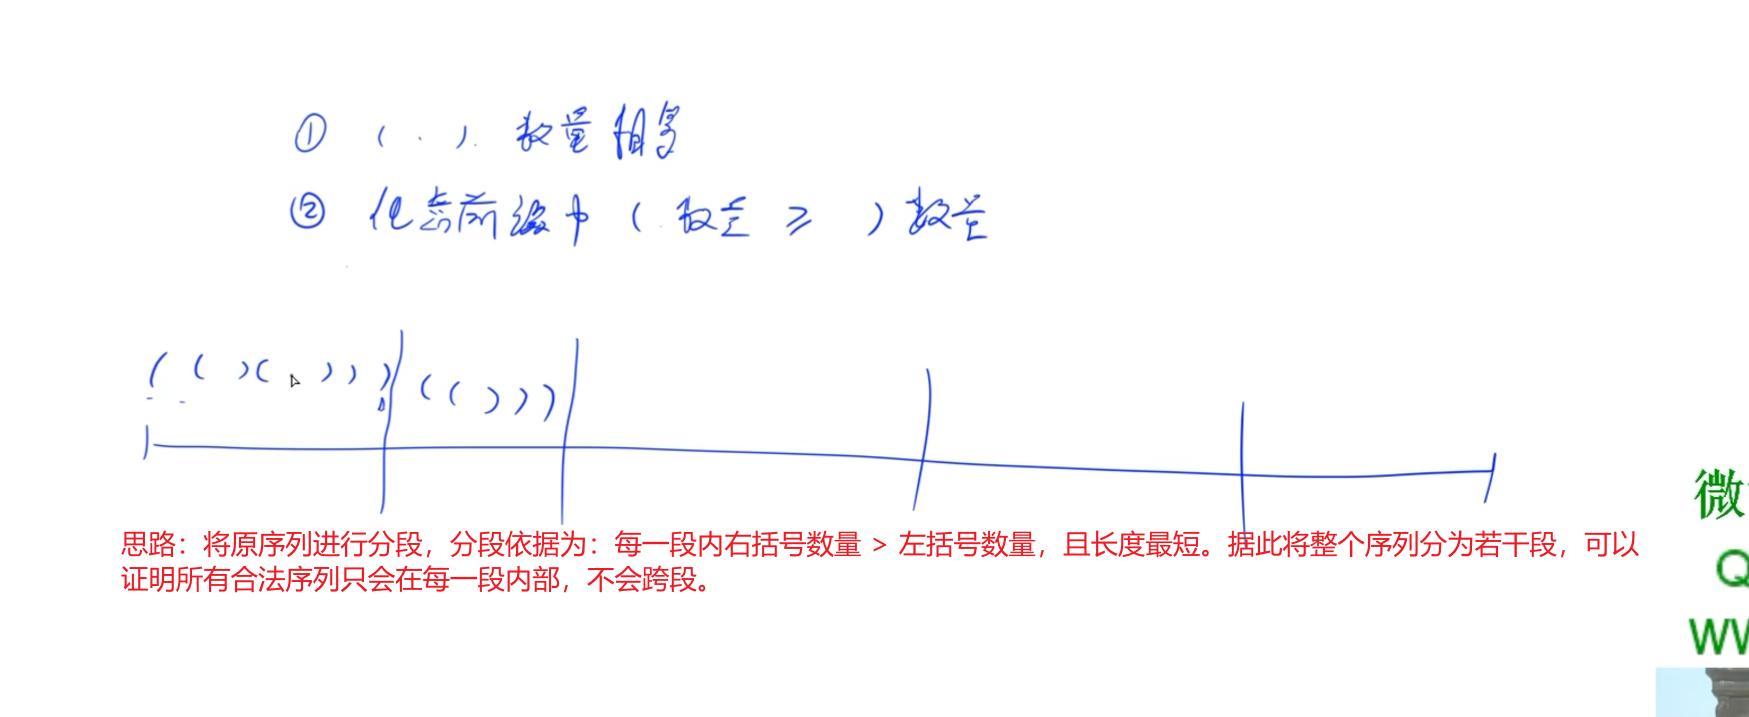 ① ( . ). 数量相等
② 任意前缀中 ( 数量 ≥ ) 数量
( ( )( ) ) )
( ( ) ) )
思路：将原序列进行分段，分段依据为：每一段内右括号数量 > 左括号数量，且长度最短。据此将整个序列分为若干段，可以
证明所有合法序列只会在每一段内部，不会跨段。
微
Q
WW